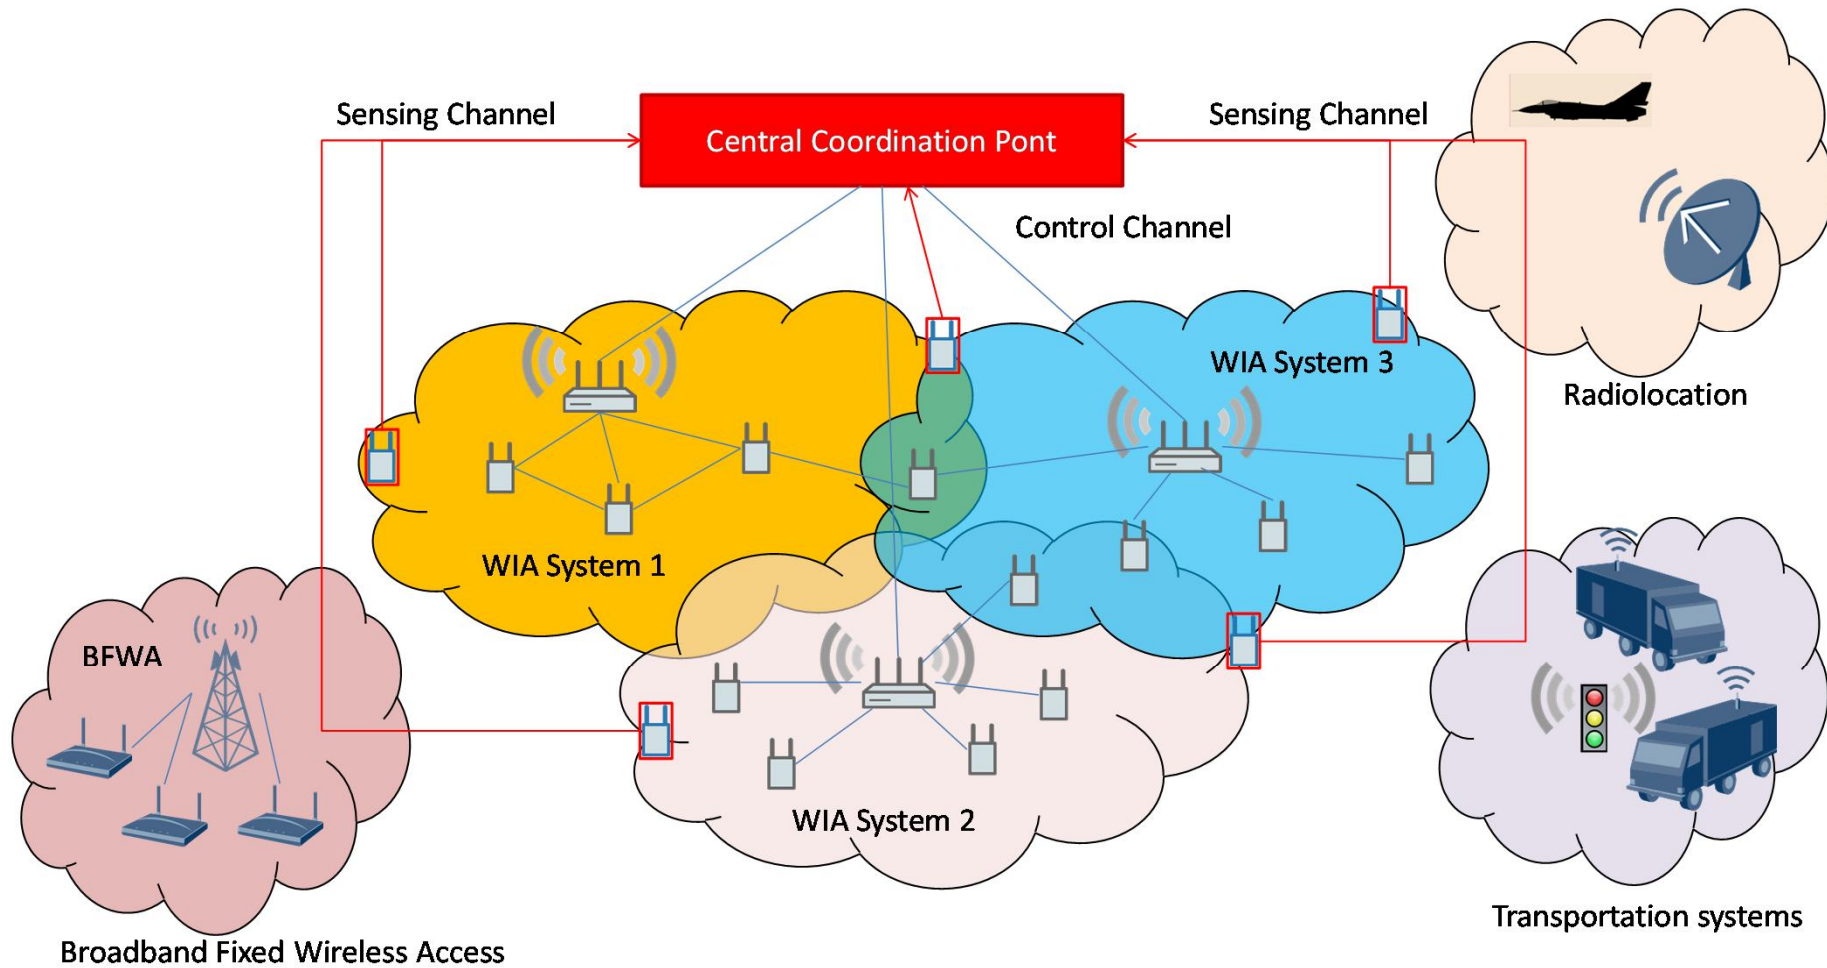 Sensing Channel
Central Coordination Pont
Sensing Channel
Control Channel
WIA System 3
Radiolocation
WIA System 1
BFWA
WIA System 2
Transportation systems
Broadband Fixed Wireless Access